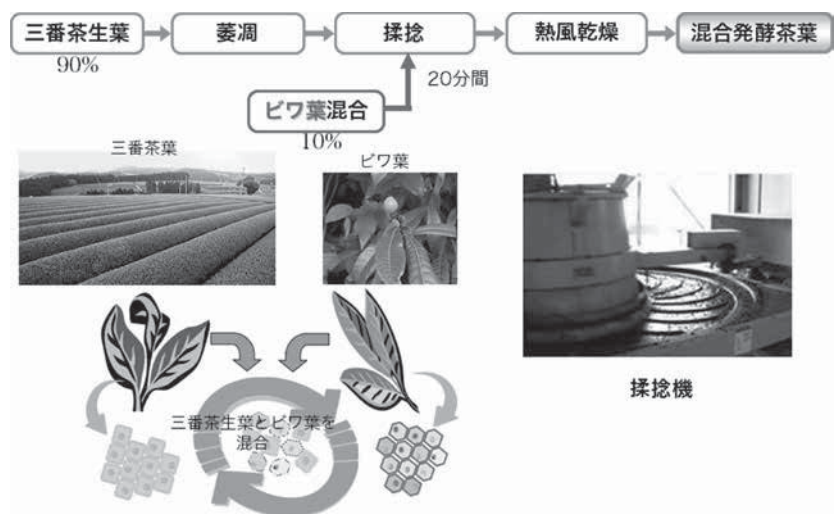 三番茶生葉
萎凋
揉捻
熱風乾燥
混合発酵茶葉
90%
20分間
ビワ葉混合
10%
三番茶葉
ビワ葉
揉捻機
三番茶生葉とビワ葉を
混合